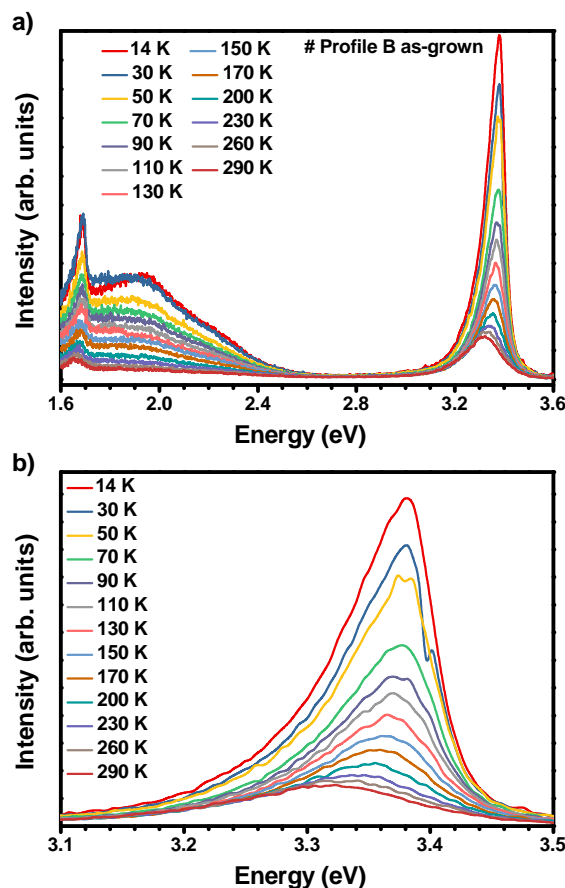 a)
# Profile B as-grown
14 K
30 K
50 K
70 K
90 K
110 K
130 K
150 K
170 K
200 K
230 K
260 K
290 K
Intensity (arb. units)
1.6 2.0 2.4 2.8 3.2 3.6
Energy (eV)
b)
14 K
30 K
50 K
70 K
90 K
110 K
130 K
150 K
170 K
200 K
230 K
260 K
290 K
Intensity (arb. units)
3.1 3.2 3.3 3.4 3.5
Energy (eV)